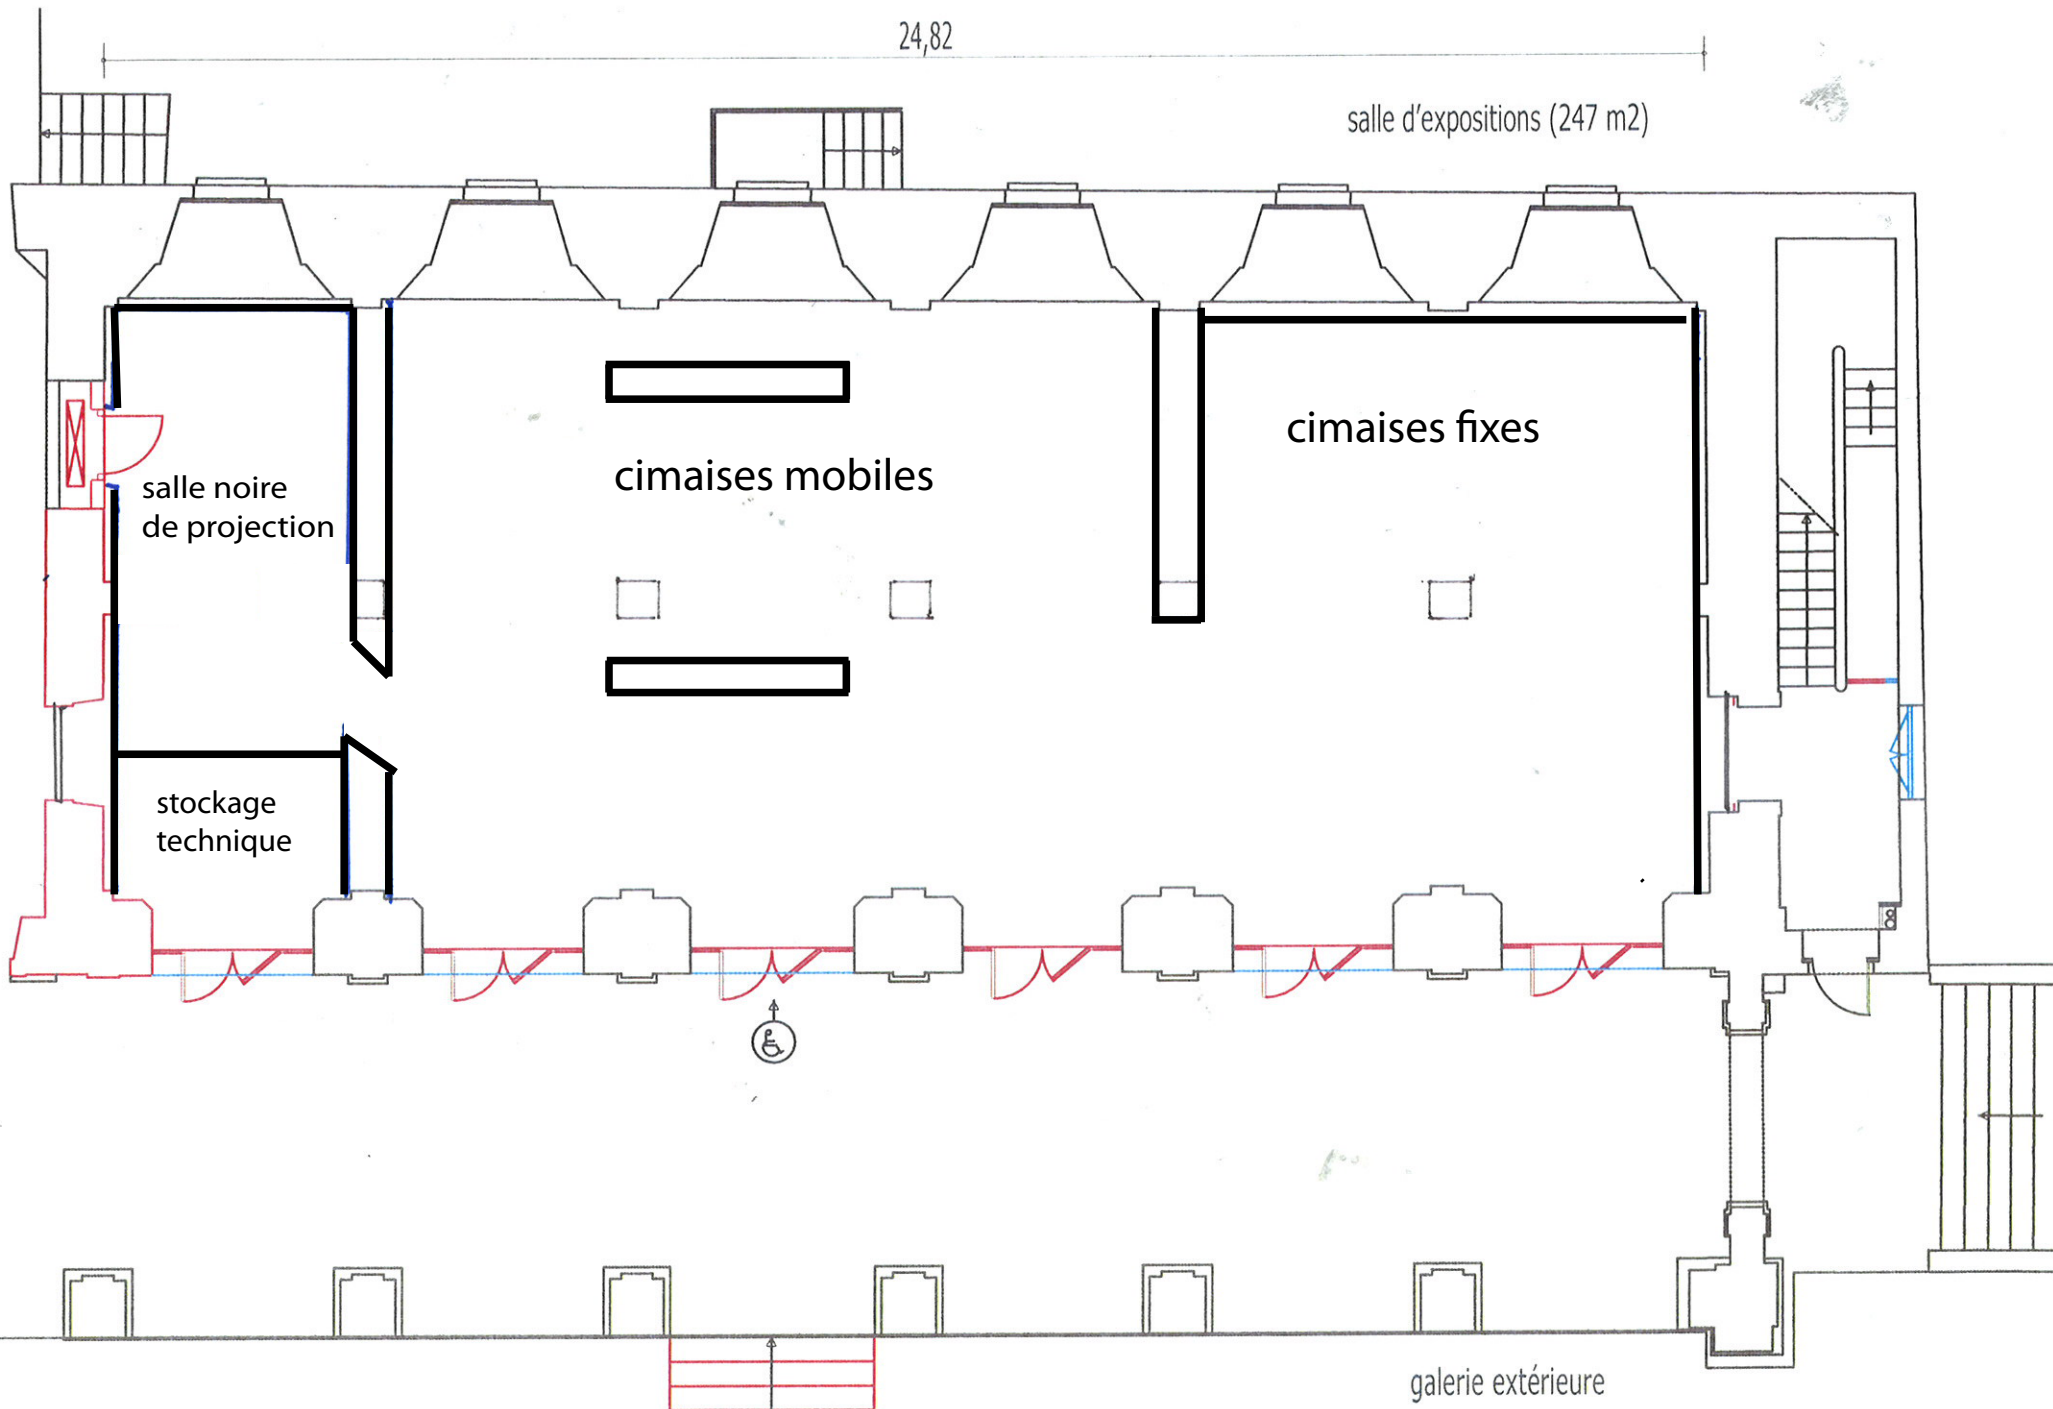 24,82
salle d'expositions (247 m2)
cimaises fixes
cimaises mobiles
salle noire
de projection
stockage
technique
galerie extérieure